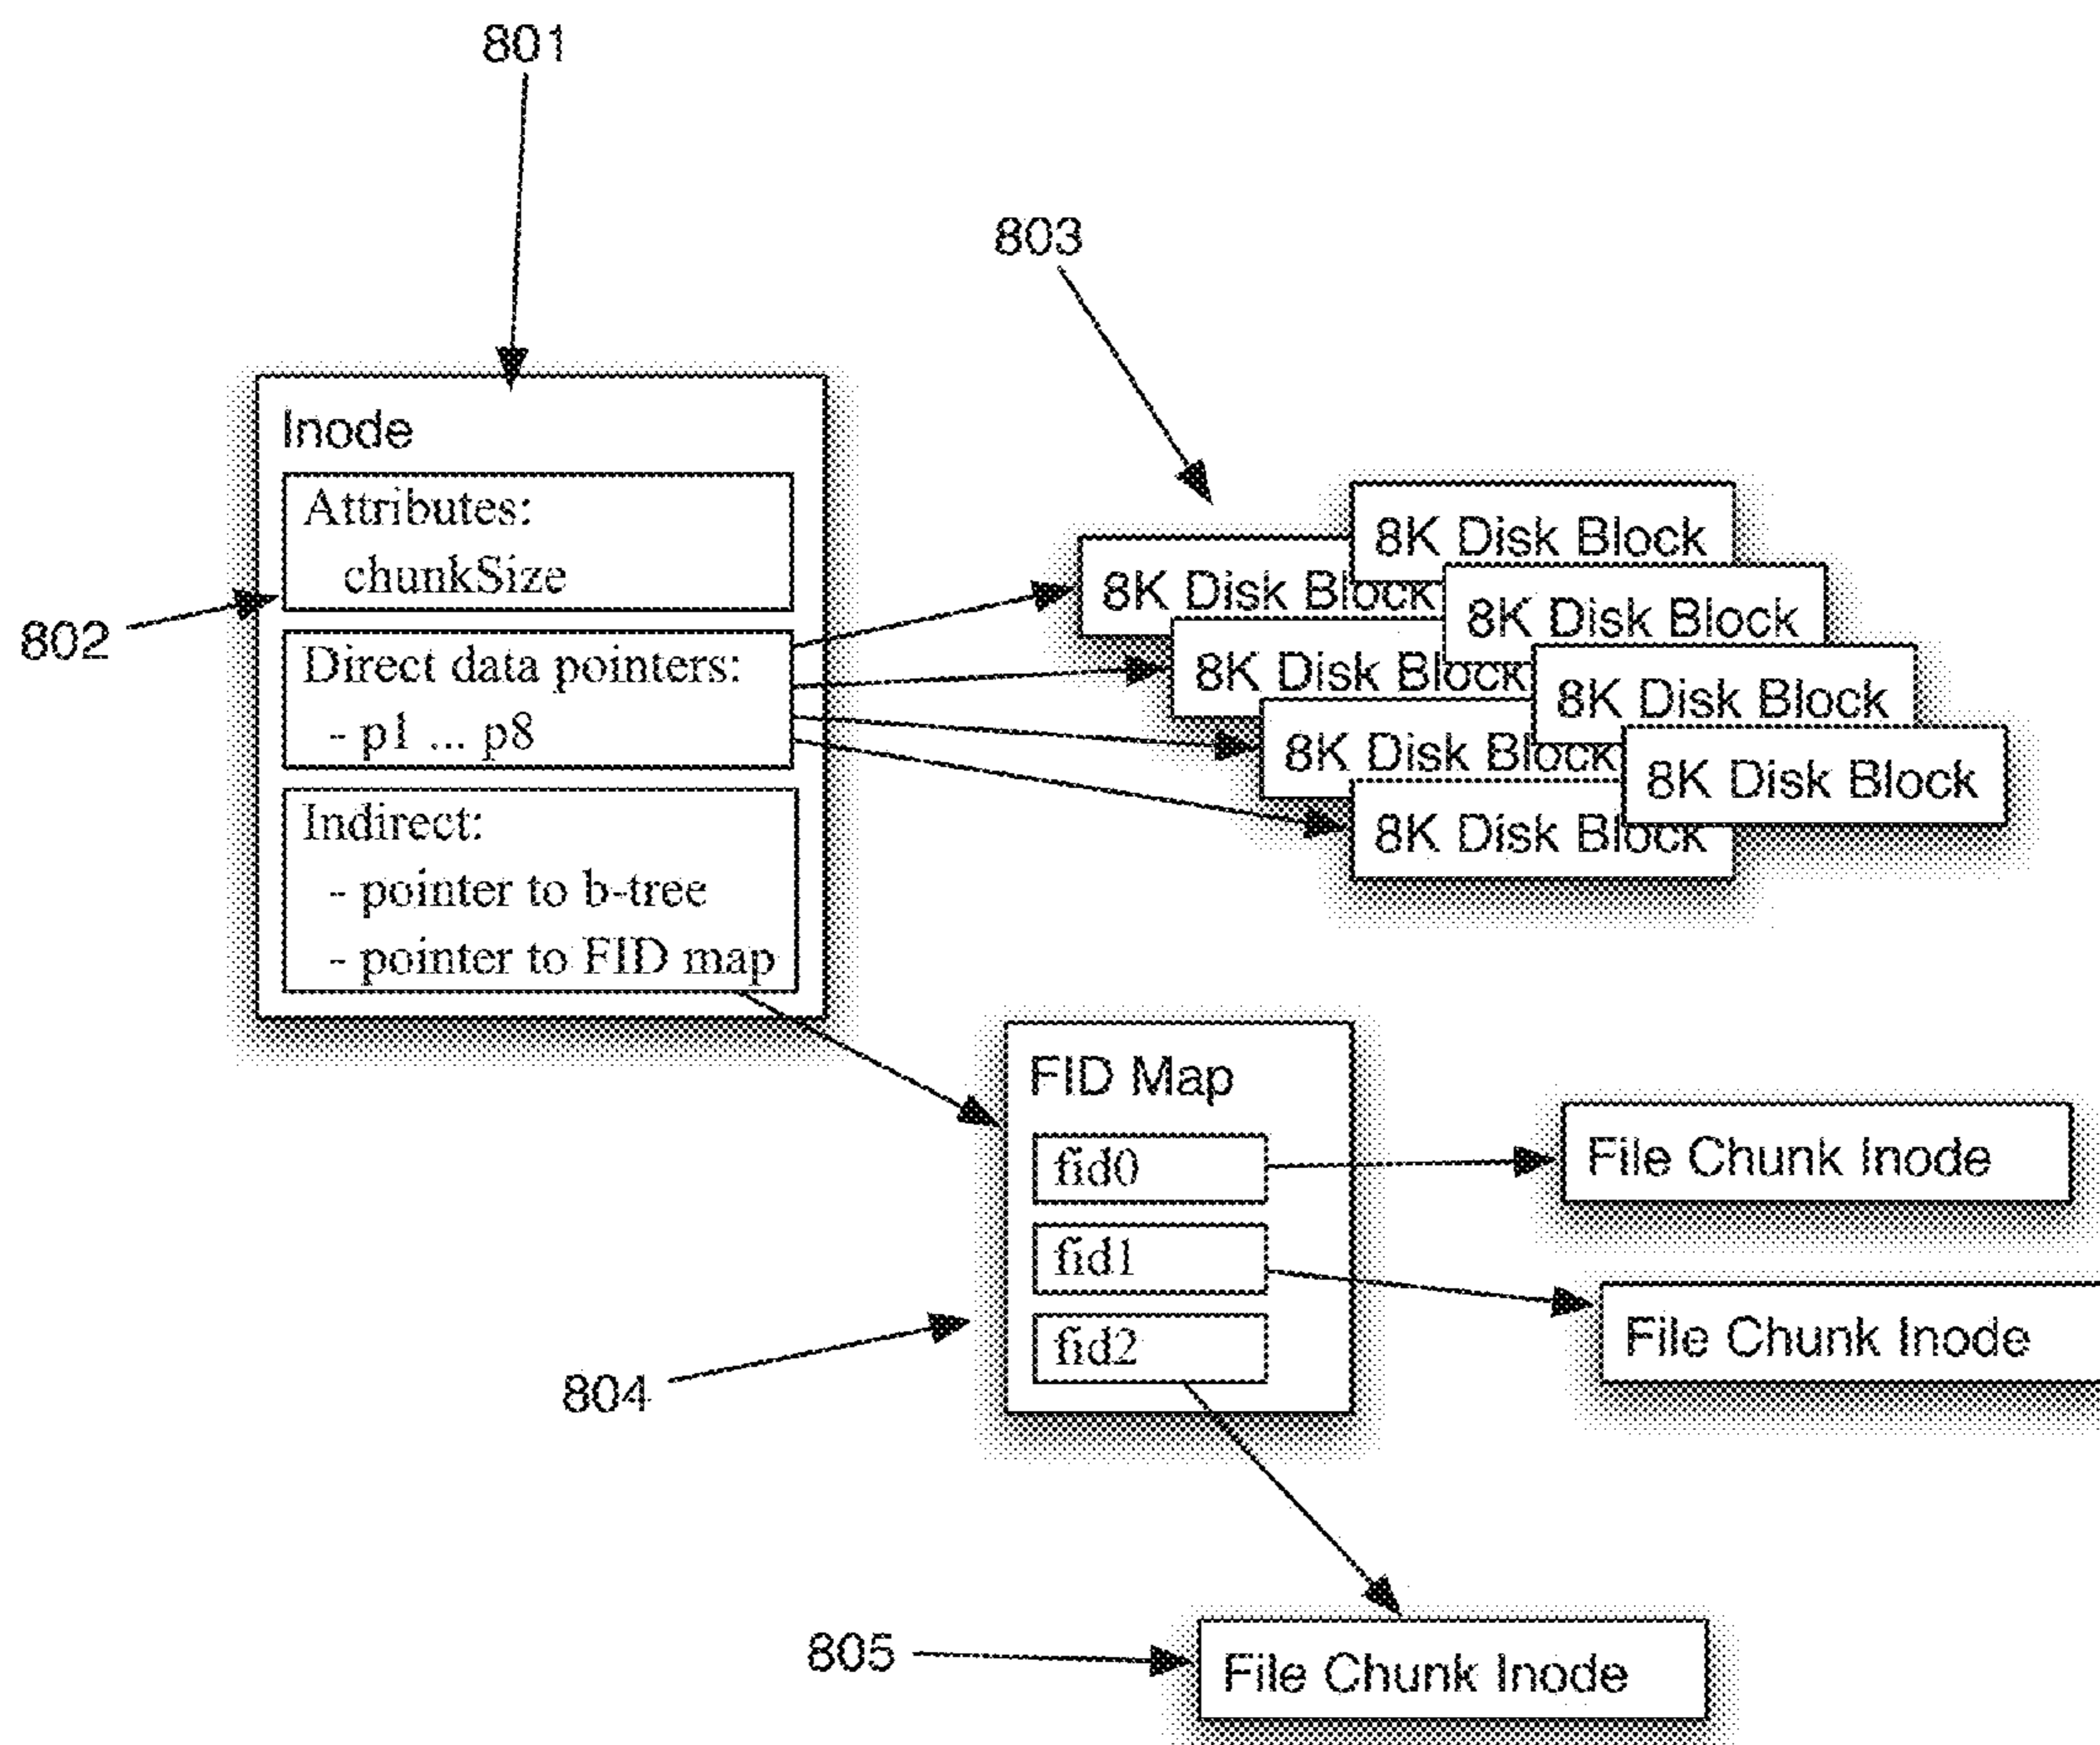 801
803
Inode
Attributes:
chunkSize
802
Direct data pointers:
- p1 ... p8
Indirect:
- pointer to b-tree
- pointer to FID map
8K Disk Block
8K Disk Block
8K Disk Block
8K Disk Block
8K Disk Block
8K Disk Block
8K Disk Block
8K Disk Block
FID Map
fid0
fid1
fid2
File Chunk Inode
File Chunk Inode
804
805
File Chunk Inode